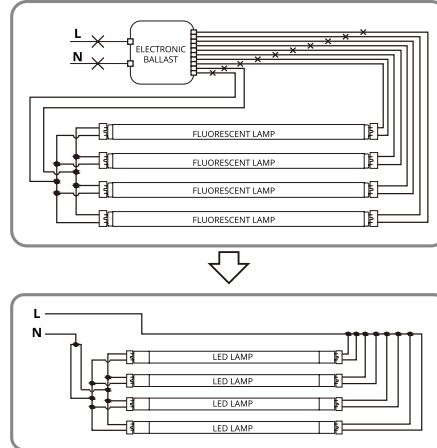 L
ELECTRONIC
BALLAST
N
FLUORESCENT LAMP
FLUORESCENT LAMP
FLUORESCENT LAMP
FLUORESCENT LAMP
L
N
LED LAMP
LED LAMP
LED LAMP
LED LAMP